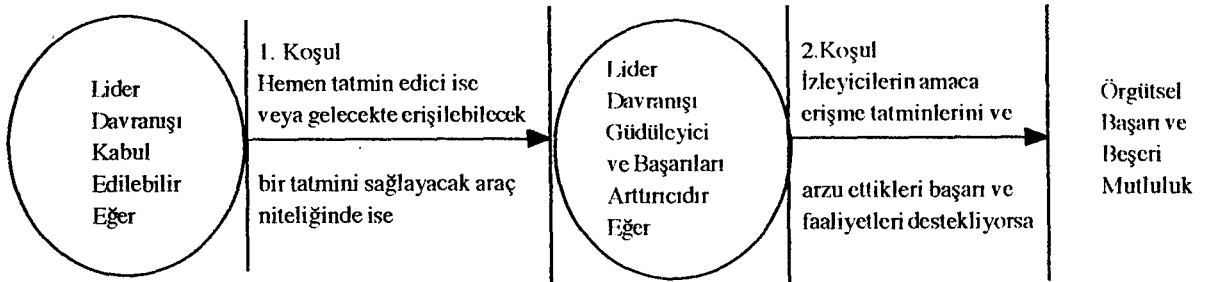 Lider
Davranışı
Kabul
Edilebilir
Eğer
1. Koşul
Hemen tatmin edici ise
veya gelecekte erişilebilecek
bir tatmini sağlayacak araç
niteliğinde ise
Lider
Davranışı
Güdüleyici
ve Başarıları
Artırıcıdır
Eğer
2.Koşul
İzleyicilerin amaca
erişme tatminlerini ve
arzu ettikleri başarı ve
faaliyetleri destekliyorsa
Örgütsel
Başarı ve
Beşeri
Mutluluk